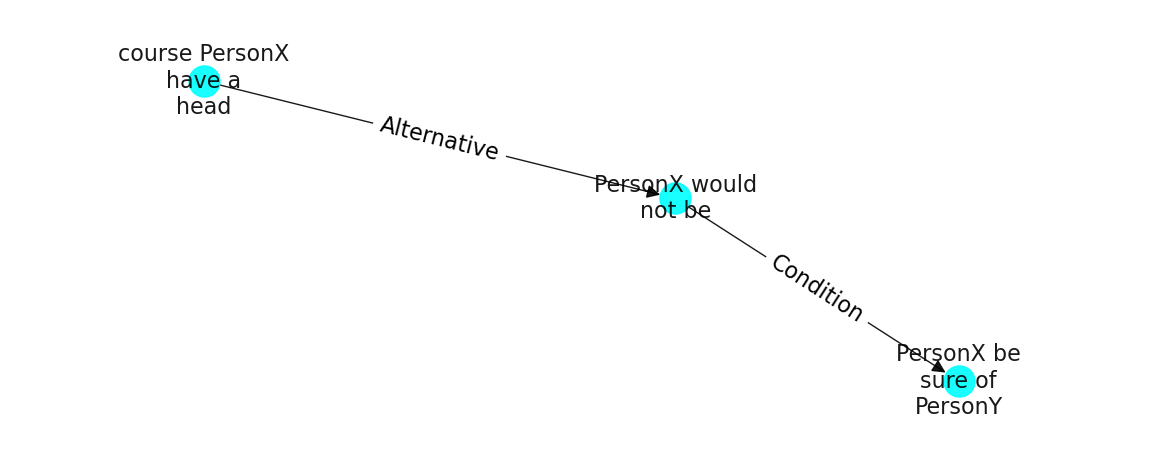 course PersonX
have a
head
Alternative
PersonX would
not be
Condition
PersonX be
sure of
PersonY